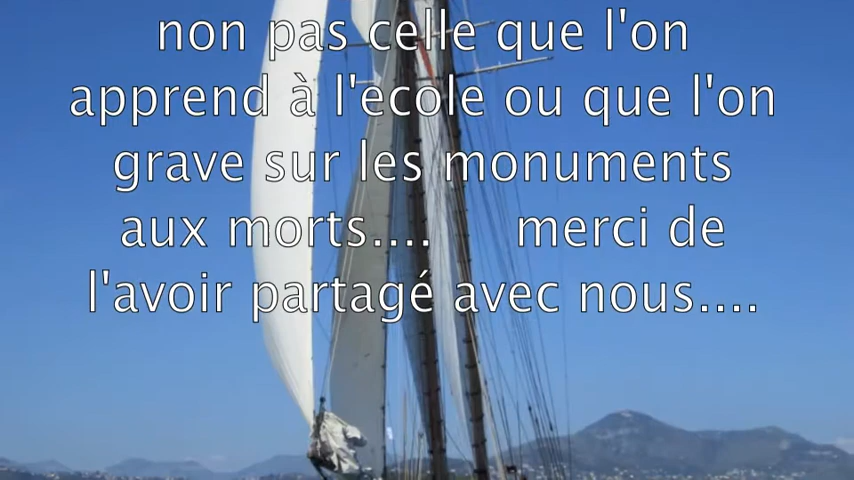 non pas celle que l'on
apprend à l'ecole ou que l'on
grave sur les monuments
aux morts.... merci de
l'avoir partagé avec nous....